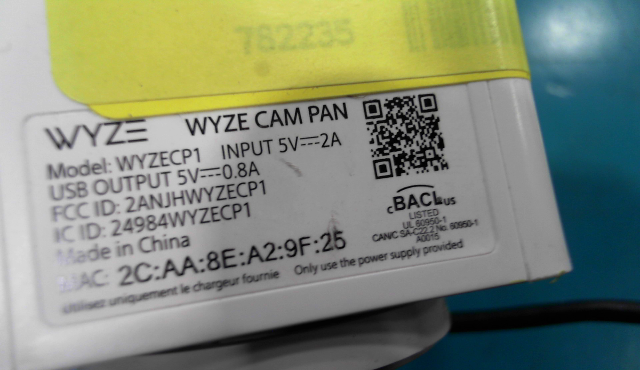 782235
WYZE WYZE CAM PAN
Model: WYZECP1 INPUT 5V⎓2A
USB OUTPUT 5V⎓0.8A
FCC ID: 2ANJHWYZECP1
IC ID: 24984WYZECP1
Made in China
MAC: 2C:AA:8E:A2:9F:25
utilisez uniquement le chargeur fournie Only use the power supply provided
cBACLus
LISTED
UL 60950-1
CAN/C SA-C22.2 No. 60950-1
A0015